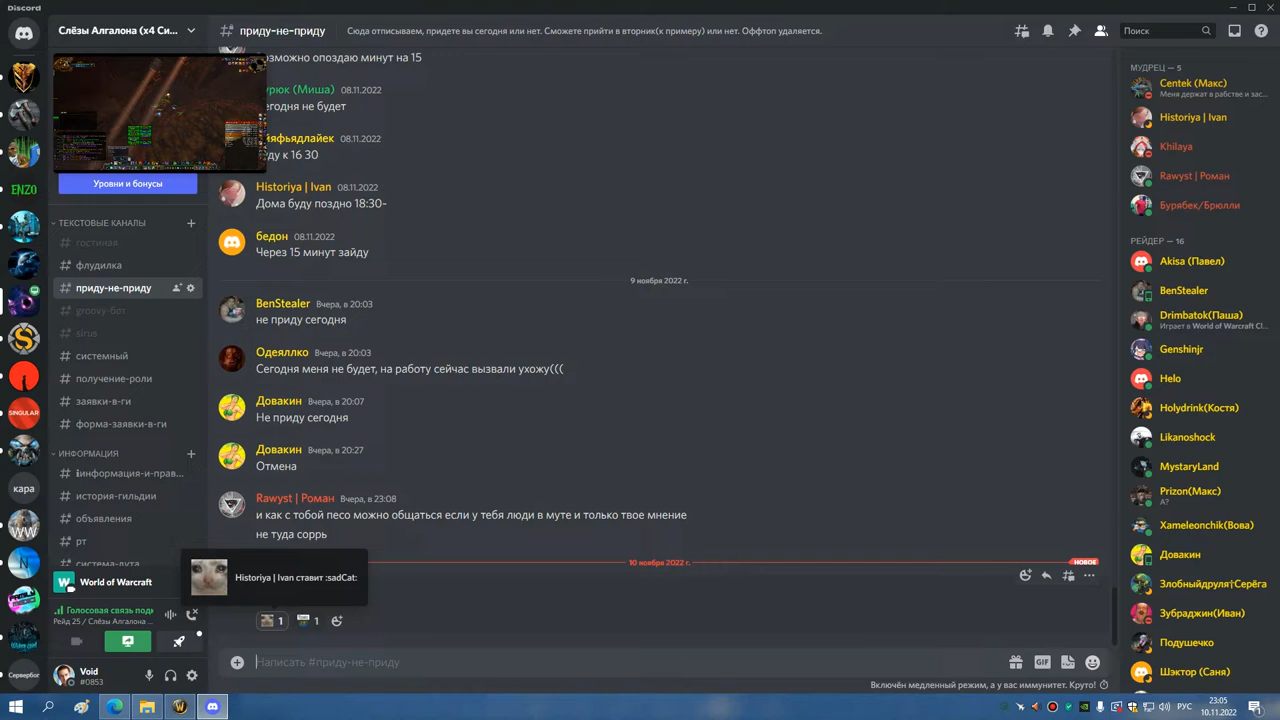 Discord
Слёзы Алгалона (x4 Си...
приду-не-приду
Сюда отписываем, придете вы сегодня или нет. Сможете прийти в вторник(к примеру) или нет. Оффтоп удаляется.
Поиск
Уровни и бонусы
ТЕКСТОВЫЕ КАНАЛЫ
гостиная
флудилка
приду-не-приду
groovy-бот
sirus
системный
получение-роли
заявки-в-ги
форма-заявки-в-ги
ИНФОРМАЦИЯ
информация-и-прав...
история-гильдии
объявления
рт
World of Warcraft
Голосовая связь подк
Рейд 25 / Слёзы Алгалона ...
Void
#0853
ENZO
SINGULAR
кара
WW
Сервербот
озможно опоздаю минут на 15
урюк (Миша) 08.11.2022
егодня не будет
йяфьядлайек 08.11.2022
ду к 16 30
Historiya | Ivan 08.11.2022
Дома буду поздно 18:30-
бедон 08.11.2022
Через 15 минут зайду
9 ноября 2022 г.
BenStealer Вчера, в 20:03
не приду сегодня
Одеяллко Вчера, в 20:03
Сегодня меня не будет, на работу сейчас вызвали ухожу(((
Довакин Вчера, в 20:07
Не приду сегодня
Довакин Вчера, в 20:27
Отмена
Rawyst | Роман Вчера, в 23:08
и как с тобой песо можно общаться если у тебя люди в муте и только твое мнение
не туда соррь
10 ноября 2022 г.
НОВОЕ
Historiya | Ivan ставит :sadCat:
1
1
Написать #приду-не-приду
GIF
Включён медленный режим, а у вас иммунитет. Круто!
МУДРЕЦ — 5
Centek (Макс)
Меня держат в рабстве и зас...
Historiya | Ivan
Khilaya
Rawyst | Роман
Бурябек/Брюлли
РЕЙДЕР — 16
Akisa (Павел)
BenStealer
Drimbatok(Паша)
Играет в World of Warcraft Cl...
Genshinjr
Helo
Holydrink(Костя)
Likanoshock
MystaryLand
Prizon(Макс)
А?
Xameleonchik(Вова)
Довакин
Злобныйдруля†Серёга
Зубраджин(Иван)
Подушечко
Шэктор (Саня)
РУС
23:05
10.11.2022
1